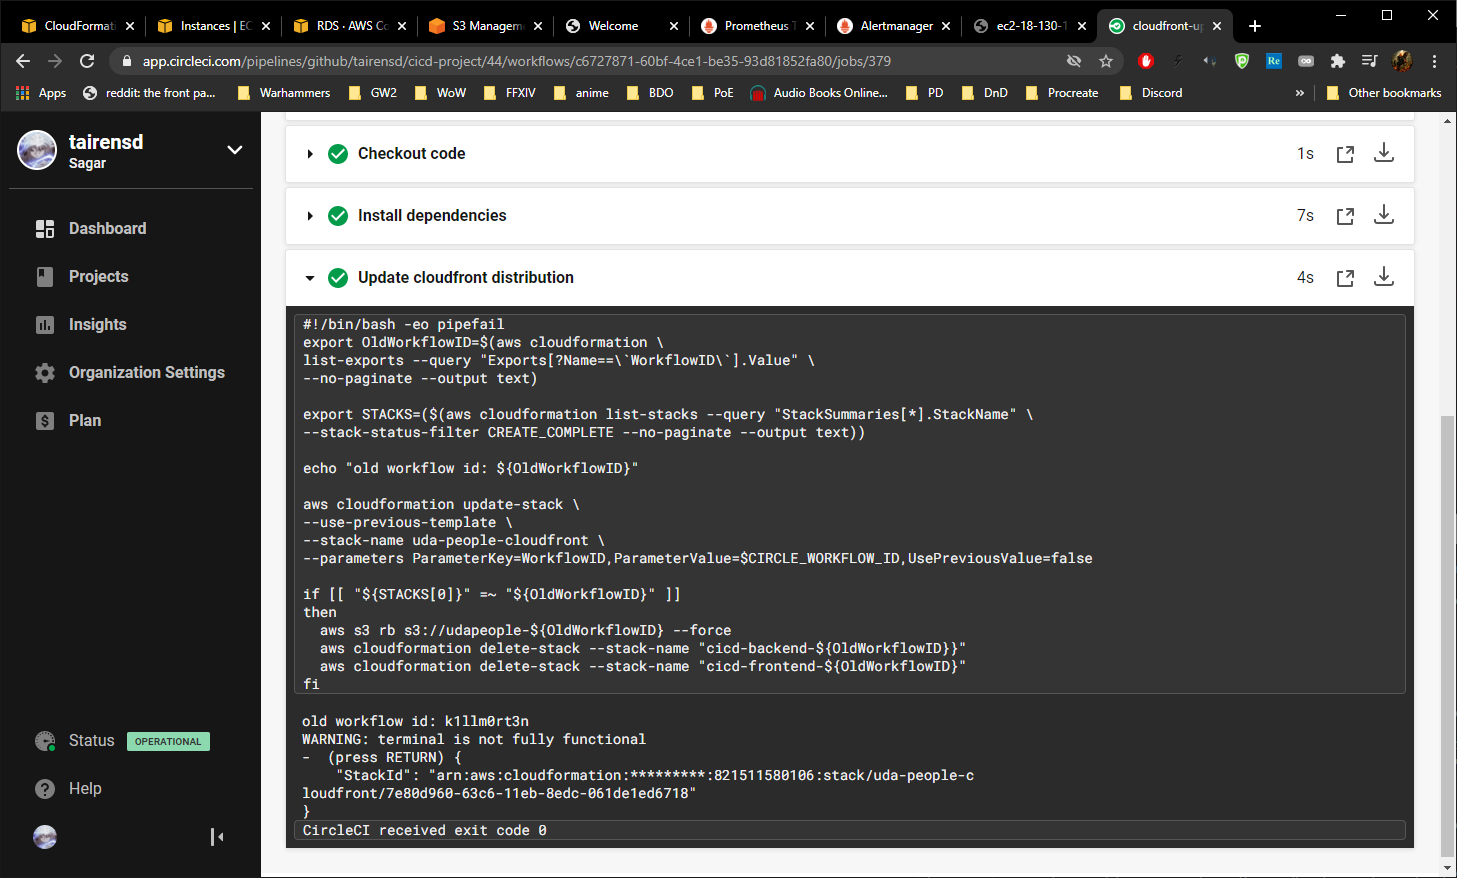 CloudFormati
Instances | EC
RDS · AWS Co
S3 Managem
Welcome
Prometheus T
Alertmanager
ec2-18-130-1
cloudfront-up
app.circleci.com/pipelines/github/tairensd/cicd-project/44/workflows/c6727871-60bf-4ce1-be35-93d81852fa80/jobs/379
Re
Apps
reddit: the front pa...
Warhammers
GW2
WoW
FFXIV
anime
BDO
PoE
Audio Books Online...
PD
DnD
Procreate
Discord
»
Other bookmarks
tairensd
Sagar
Dashboard
Projects
Insights
Organization Settings
Plan
Status
OPERATIONAL
Help
Checkout code
1s
Install dependencies
7s
Update cloudfront distribution
4s
#!/bin/bash -eo pipefail
export OldWorkflowID=$(aws cloudformation \
list-exports --query "Exports[?Name==\`WorkflowID\`].Value" \
--no-paginate --output text)
export STACKS=($(aws cloudformation list-stacks --query "StackSummaries[*].StackName" \
--stack-status-filter CREATE_COMPLETE --no-paginate --output text))
echo "old workflow id: ${OldWorkflowID}"
aws cloudformation update-stack \
--use-previous-template \
--stack-name uda-people-cloudfront \
--parameters ParameterKey=WorkflowID,ParameterValue=$CIRCLE_WORKFLOW_ID,UsePreviousValue=false
if [[ "${STACKS[0]}" =~ "${OldWorkflowID}" ]]
then
aws s3 rb s3://udapeople-${OldWorkflowID} --force
aws cloudformation delete-stack --stack-name "cicd-backend-${OldWorkflowID}}"
aws cloudformation delete-stack --stack-name "cicd-frontend-${OldWorkflowID}"
fi
old workflow id: k1llm0rt3n
WARNING: terminal is not fully functional
-  (press RETURN) {
"StackId": "arn:aws:cloudformation:*********:821511580106:stack/uda-people-c
loudfront/7e80d960-63c6-11eb-8edc-061de1ed6718"
}
CircleCI received exit code 0